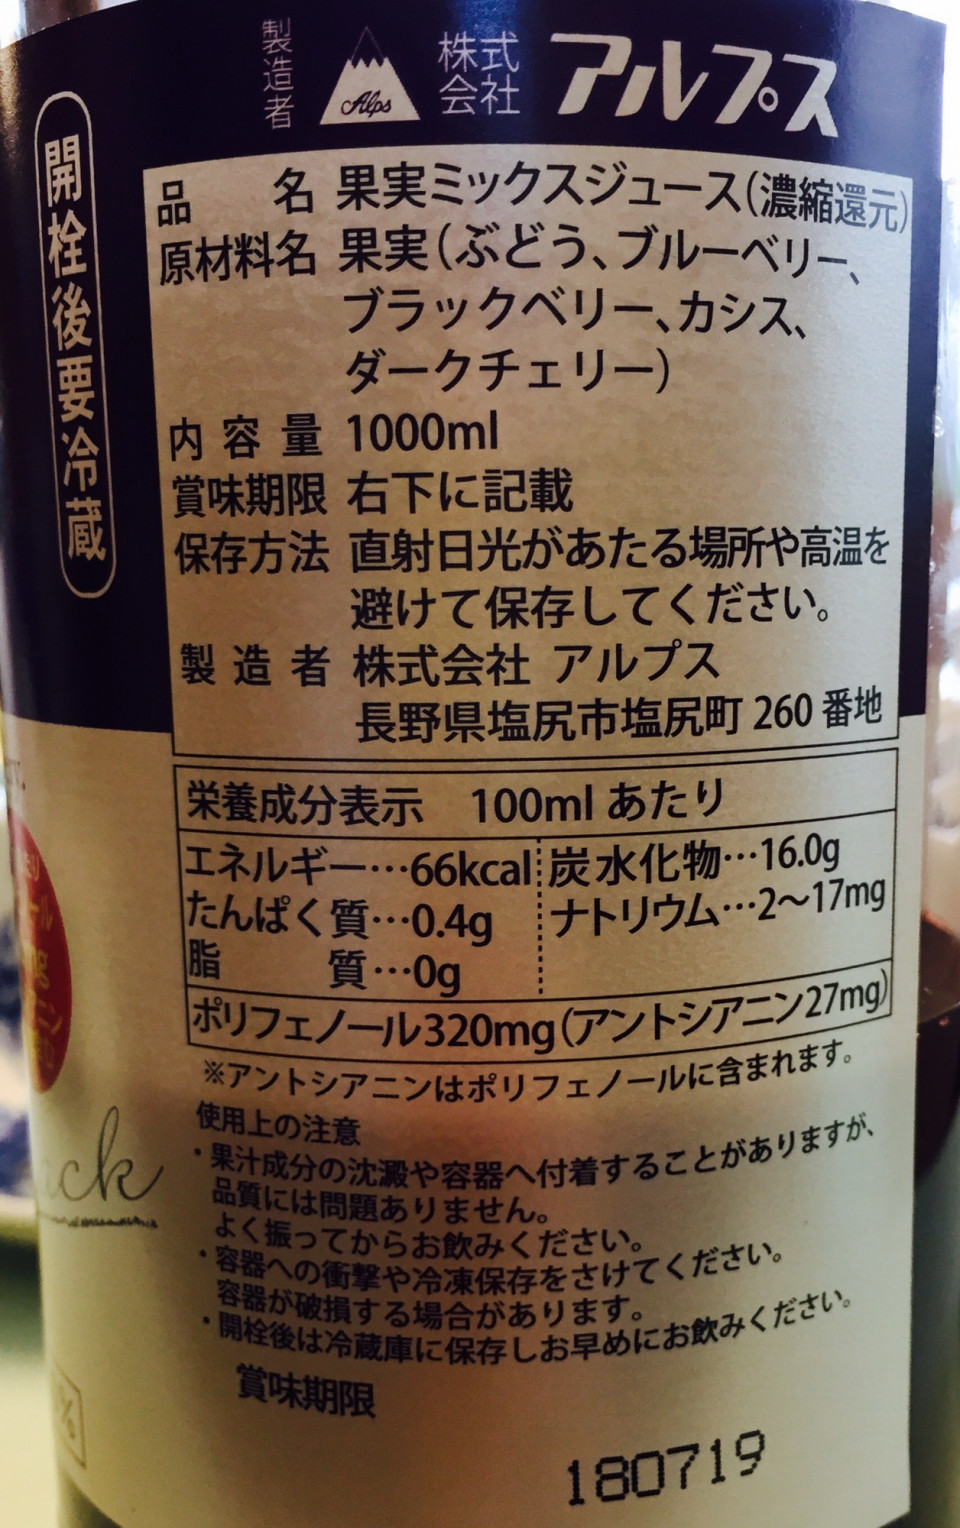 製造者 Alps 株式会社 アルプス
開栓後要冷蔵
品名 果実ミックスジュース(濃縮還元)
原材料名 果実(ぶどう、ブルーベリー、
ブラックベリー、カシス、
ダークチェリー)
内容量 1000ml
賞味期限 右下に記載
保存方法 直射日光があたる場所や高温を
避けて保存してください。
製造者 株式会社 アルプス
長野県塩尻市塩尻町260番地
栄養成分表示 100mlあたり
エネルギー…66kcal 炭水化物…16.0g
たんぱく質…0.4g ナトリウム…2〜17mg
脂質…0g
ポリフェノール320mg(アントシアニン27mg)
※アントシアニンはポリフェノールに含まれます。
使用上の注意
・果汁成分の沈澱や容器へ付着することがありますが、
品質には問題ありません。
よく振ってからお飲みください。
・容器への衝撃や冷凍保存をさけてください。
容器が破損する場合があります。
・開栓後は冷蔵庫に保存しお早めにお飲みください。
賞味期限
180719
ack
%